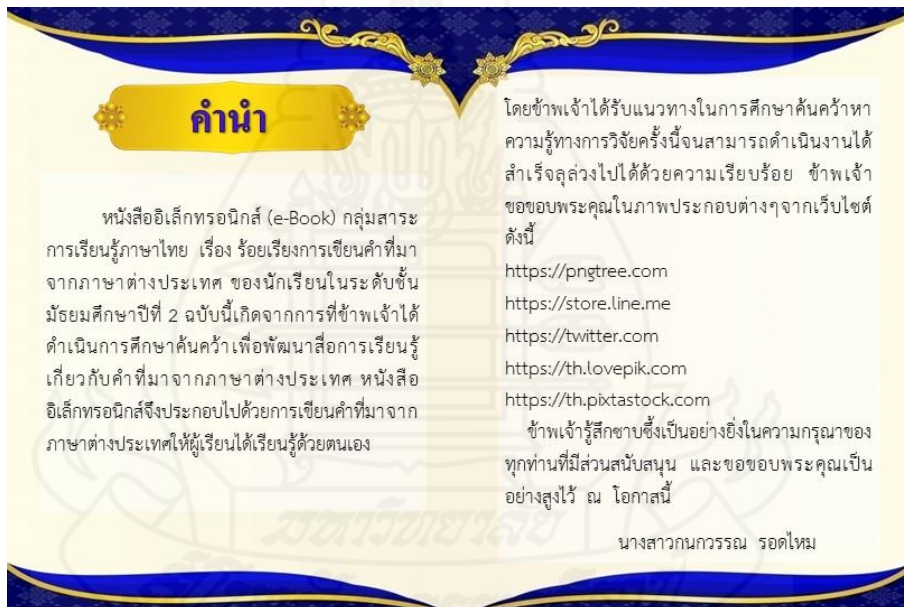 คำนำ
หนังสืออิเล็กทรอนิกส์ (e-Book) กลุ่มสาระ
การเรียนรู้ภาษาไทย เรื่อง ร้อยเรียงการเขียนคำที่มา
จากภาษาต่างประเทศ ของนักเรียนในระดับชั้น
มัธยมศึกษาปีที่ 2 ฉบับนี้เกิดจากการที่ข้าพเจ้าได้
ดำเนินการศึกษาค้นคว้าเพื่อพัฒนาสื่อการเรียนรู้
เกี่ยวกับคำที่มาจากภาษาต่างประเทศ หนังสือ
อิเล็กทรอนิกส์จึงประกอบไปด้วยการเขียนคำที่มาจาก
ภาษาต่างประเทศให้ผู้เรียนได้เรียนรู้ด้วยตนเอง
โดยข้าพเจ้าได้รับแนวทางในการศึกษาค้นคว้าหา
ความรู้ทางการวิจัยครั้งนี้จนสามารถดำเนินงานได้
สำเร็จลุล่วงไปได้ด้วยความเรียบร้อย ข้าพเจ้า
ขอขอบพระคุณในภาพประกอบต่างๆจากเว็บไซต์
ดังนี้
https://pngtree.com
https://store.line.me
https://twitter.com
https://th.lovepik.com
https://th.pixtastock.com
ข้าพเจ้ารู้สึกซาบซึ้งเป็นอย่างยิ่งในความกรุณาของ
ทุกท่านที่มีส่วนสนับสนุน และขอขอบพระคุณเป็น
อย่างสูงไว้ ณ โอกาสนี้
นางสาวกนกวรรณ รอดไหม